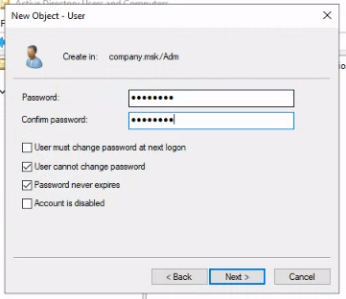 Active Directory Users and Computers
New Object - User
Create in: company.msk/Adm
Password: ••••••••
Confirm password: ••••••••
User must change password at next logon
User cannot change password
Password never expires
Account is disabled
< Back Next > Cancel